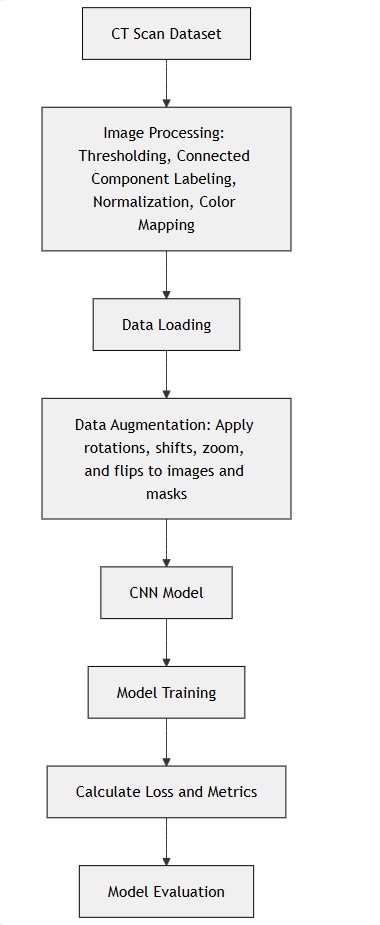 CT Scan Dataset
Image Processing:
Thresholding, Connected
Component Labeling,
Normalization, Color
Mapping
Data Loading
Data Augmentation: Apply
rotations, shifts, zoom,
and flips to images and
masks
CNN Model
Model Training
Calculate Loss and Metrics
Model Evaluation